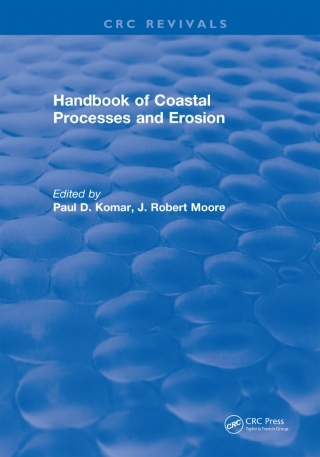 CRC REVIVALS
Handbook of Coastal
Processes and Erosion
Edited by
Paul D. Komar, J. Robert Moore
CRC
CRC Press
Taylor & Francis Group